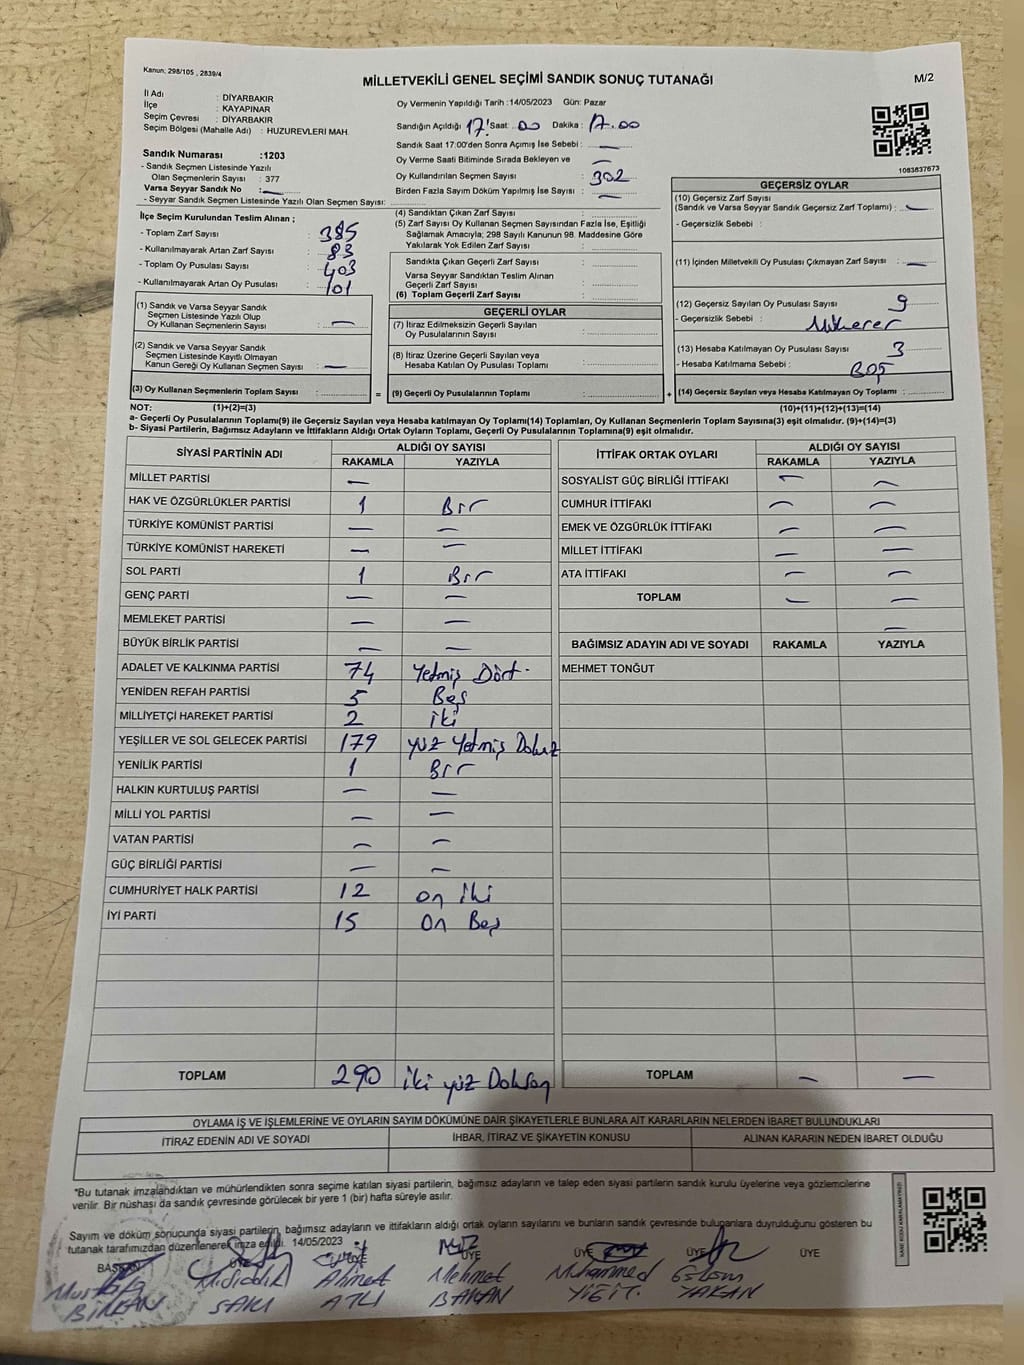 Kanun: 298/105 , 2839/4
MİLLETVEKİLİ GENEL SEÇİMİ SANDIK SONUÇ TUTANAĞI
M/2
İl Adı : DİYARBAKIR
İlçe : KAYAPINAR
Seçim Çevresi : DİYARBAKIR
Seçim Bölgesi (Mahalle Adı) : HUZUREVLERİ MAH.
Sandık Numarası :1203
- Sandık Seçmen Listesinde Yazılı
Olan Seçmenlerin Sayısı : 377
Varsa Seyyar Sandık No : —
- Seyyar Sandık Seçmen Listesinde Yazılı Olan Seçmen Sayısı:
Oy Vermenin Yapıldığı Tarih :14/05/2023 Gün: Pazar
Sandığın Açıldığı 17! Saat: 00 Dakika : 17.00
Sandık Saat 17:00'den Sonra Açımış İse Sebebi : —
Oy Verme Saati Bitiminde Sırada Bekleyen ve —
Oy Kullandırılan Seçmen Sayısı : 302
Birden Fazla Sayım Döküm Yapılmış İse Sayısı : —
1083837673
İlçe Seçim Kurulundan Teslim Alınan ;
- Toplam Zarf Sayısı : 385
- Kullanılmayarak Artan Zarf Sayısı : 83
- Toplam Oy Pusulası Sayısı : 403
- Kullanılmayarak Artan Oy Pusulası : 101
(1) Sandık ve Varsa Seyyar Sandık
Seçmen Listesinde Yazılı Olup
Oy Kullanan Seçmenlerin Sayısı : —
(2) Sandık ve Varsa Seyyar Sandık
Seçmen Listesinde Kayıtlı Olmayan
Kanun Gereği Oy Kullanan Seçmen Sayısı : —
(3) Oy Kullanan Seçmenlerin Toplam Sayısı :
(4) Sandıktan Çıkan Zarf Sayısı :
(5) Zarf Sayısı Oy Kullanan Seçmen Sayısından Fazla İse, Eşitliği
Sağlamak Amacıyla; 298 Sayılı Kanunun 98. Maddesine Göre
Yakılarak Yok Edilen Zarf Sayısı :
Sandıkta Çıkan Geçerli Zarf Sayısı :
Varsa Seyyar Sandıktan Teslim Alınan
Geçerli Zarf Sayısı :
(6) Toplam Geçerli Zarf Sayısı :
GEÇERLİ OYLAR
(7) İtiraz Edilmeksizin Geçerli Sayılan
Oy Pusulalarının Sayısı :
(8) İtiraz Üzerine Geçerli Sayılan veya
Hesaba Katılan Oy Pusulası Toplamı :
= (9) Geçerli Oy Pusulalarının Toplamı :
GEÇERSİZ OYLAR
(10) Geçersiz Zarf Sayısı
(Sandık ve Varsa Seyyar Sandık Geçersiz Zarf Toplamı) : —
- Geçersizlik Sebebi :
(11) İçinden Milletvekili Oy Pusulası Çıkmayan Zarf Sayısı : —
(12) Geçersiz Sayılan Oy Pusulası Sayısı : 9
- Geçersizlik Sebebi : Mükerer
(13) Hesaba Katılmayan Oy Pusulası Sayısı : 3
- Hesaba Katılmama Sebebi : BOŞ
+ (14) Geçersiz Sayılan veya Hesaba Katılmayan Oy Toplamı :
NOT: (1)+(2)=(3)
(10)+(11)+(12)+(13)=(14)
a- Geçerli Oy Pusulasının Toplamı(9) ile Geçersiz Sayılan veya Hesaba katılmayan Oy Toplamı(14) Toplamları, Oy Kullanan Seçmenlerin Toplam Sayısına(3) eşit olmalıdır. (9)+(14)=(3)
b- Siyasi Partilerin, Bağımsız Adayların ve İttifakların Aldığı Ortak Oyların Toplamı, Geçerli Oy Pusulalarının Toplamına(9) eşit olmalıdır.
SİYASİ PARTİNİN ADI ALDIĞI OY SAYISI
RAKAMLA YAZIYLA
MİLLET PARTİSİ —
HAK VE ÖZGÜRLÜKLER PARTİSİ 1 Bir
TÜRKİYE KOMÜNİST PARTİSİ — —
TÜRKİYE KOMÜNİST HAREKETİ — —
SOL PARTİ 1 Bir
GENÇ PARTİ — —
MEMLEKET PARTİSİ — —
BÜYÜK BİRLİK PARTİSİ — —
ADALET VE KALKINMA PARTİSİ 74 Yetmiş Dört
YENİDEN REFAH PARTİSİ 5 Beş
MİLLİYETÇİ HAREKET PARTİSİ 2 iki
YEŞİLLER VE SOL GELECEK PARTİSİ 179 yüz Yetmiş Dokuz
YENİLİK PARTİSİ 1 Bir
HALKIN KURTULUŞ PARTİSİ — —
MİLLİ YOL PARTİSİ — —
VATAN PARTİSİ — —
GÜÇ BİRLİĞİ PARTİSİ — —
CUMHURİYET HALK PARTİSİ 12 on iki
İYİ PARTİ 15 On Beş
TOPLAM 290 iki yüz Doksan
İTTİFAK ORTAK OYLARI ALDIĞI OY SAYISI
RAKAMLA YAZIYLA
SOSYALİST GÜÇ BİRLİĞİ İTTİFAKI — —
CUMHUR İTTİFAKI — —
EMEK VE ÖZGÜRLÜK İTTİFAKI — —
MİLLET İTTİFAKI — —
ATA İTTİFAKI — —
TOPLAM — —
BAĞIMSIZ ADAYIN ADI VE SOYADI RAKAMLA YAZIYLA
MEHMET TONĞUT
TOPLAM — —
OYLAMA İŞ VE İŞLEMLERİNE VE OYLARIN SAYIM DÖKÜMÜNE DAİR ŞİKAYETLERLE BUNLARA AİT KARARLARIN NELERDEN İBARET BULUNDUKLARI
İTİRAZ EDENİN ADI VE SOYADI İHBAR, İTİRAZ VE ŞİKAYETİN KONUSU ALINAN KARARIN NEDEN İBARET OLDUĞU
*Bu tutanak imzalandıktan ve mühürlendikten sonra seçime katılan siyasi partilerin, bağımsız adayların ve talep eden siyasi partilerin sandık kurulu üyelerine veya gözlemcilerine
verilir. Bir nüshası da sandık çevresinde görülecek bir yere 1 (bir) hafta süreyle asılır.
Sayım ve döküm sonucunda siyasi partilerin, bağımsız adayların ve ittifakların aldığı ortak oyların sayılarını ve bunların sandık çevresinde bulunanlara duyrulduğunu gösteren bu
tutanak tarafımızdan düzenlenerek imza edildi. 14/05/2023
BAŞKAN ÜYE ÜYE ÜYE ÜYE ÜYE ÜYE
Mustafa M.Sıddık Ahmet Mehmet Muhammed
BİRKAN SAKI ATLI BAKAN YİĞİT YAKAN